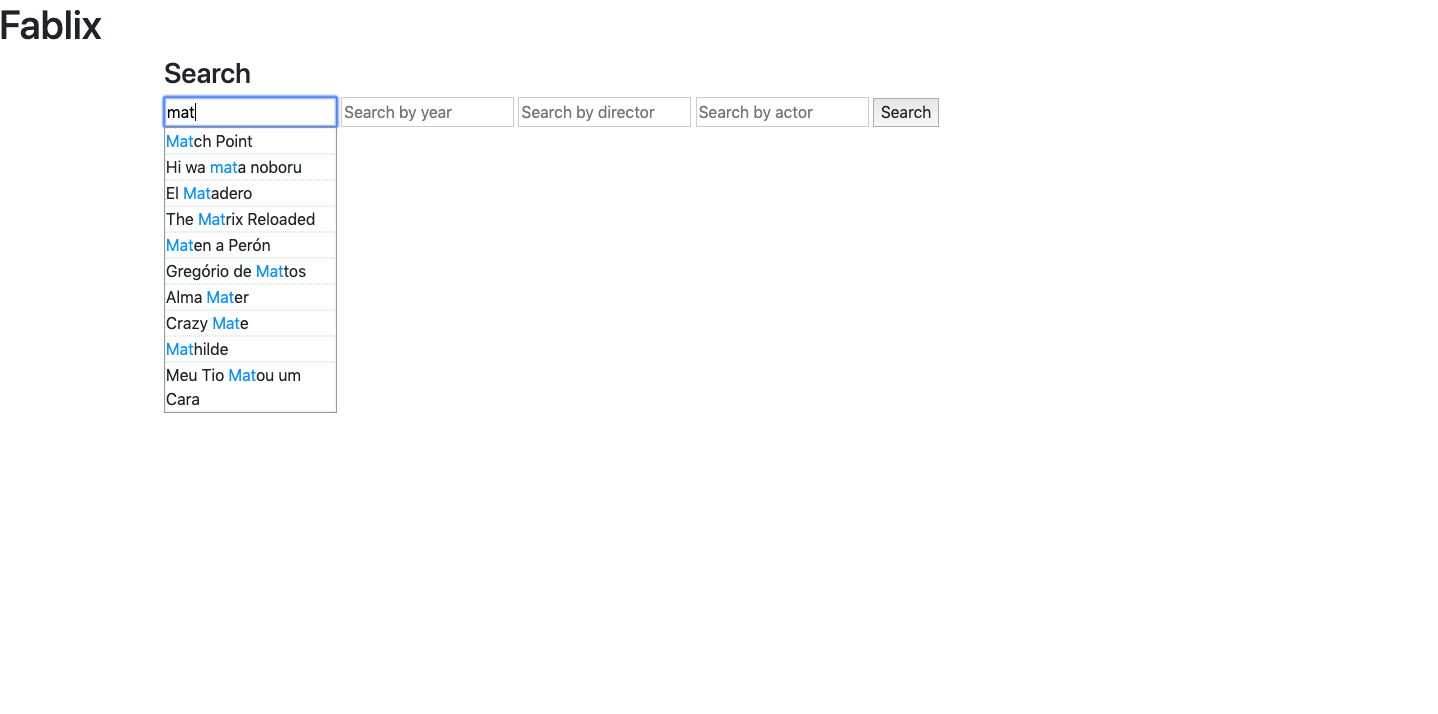 Fablix
Search
mat Search by year Search by director Search by actor Search
Match Point
Hi wa mata noboru
El Matadero
The Matrix Reloaded
Maten a Perón
Gregório de Mattos
Alma Mater
Crazy Mate
Mathilde
Meu Tio Matou um
Cara